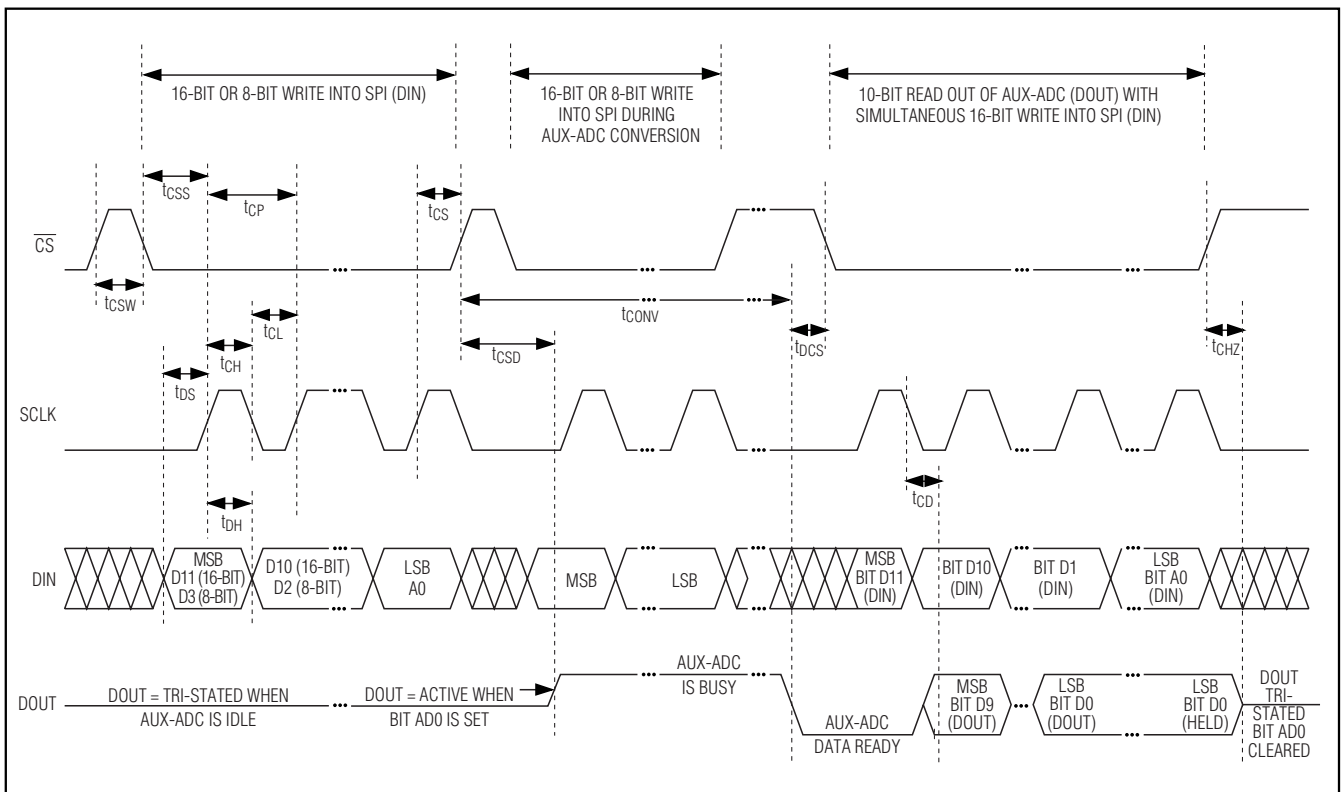 16-BIT OR 8-BIT WRITE INTO SPI (DIN)
16-BIT OR 8-BIT WRITE
INTO SPI DURING
AUX-ADC CONVERSION
10-BIT READ OUT OF AUX-ADC (DOUT) WITH
SIMULTANEOUS 16-BIT WRITE INTO SPI (DIN)
tCSS
tCP
tCS
CS
tCSW
tCL
tCONV
tCH
tCSD
tDCS
tCHZ
tDS
SCLK
tCD
tDH
DIN
MSB
D11 (16-BIT)
D3 (8-BIT)
D10 (16-BIT)
D2 (8-BIT)
LSB
A0
MSB
LSB
MSB
BIT D11
(DIN)
BIT D10
(DIN)
BIT D1
(DIN)
LSB
BIT A0
(DIN)
DOUT
DOUT = TRI-STATED WHEN
AUX-ADC IS IDLE
DOUT = ACTIVE WHEN
BIT AD0 IS SET
AUX-ADC
IS BUSY
AUX-ADC
DATA READY
MSB
BIT D9
(DOUT)
LSB
BIT D0
(DOUT)
LSB
BIT D0
(HELD)
DOUT
TRI-
STATED
BIT AD0
CLEARED